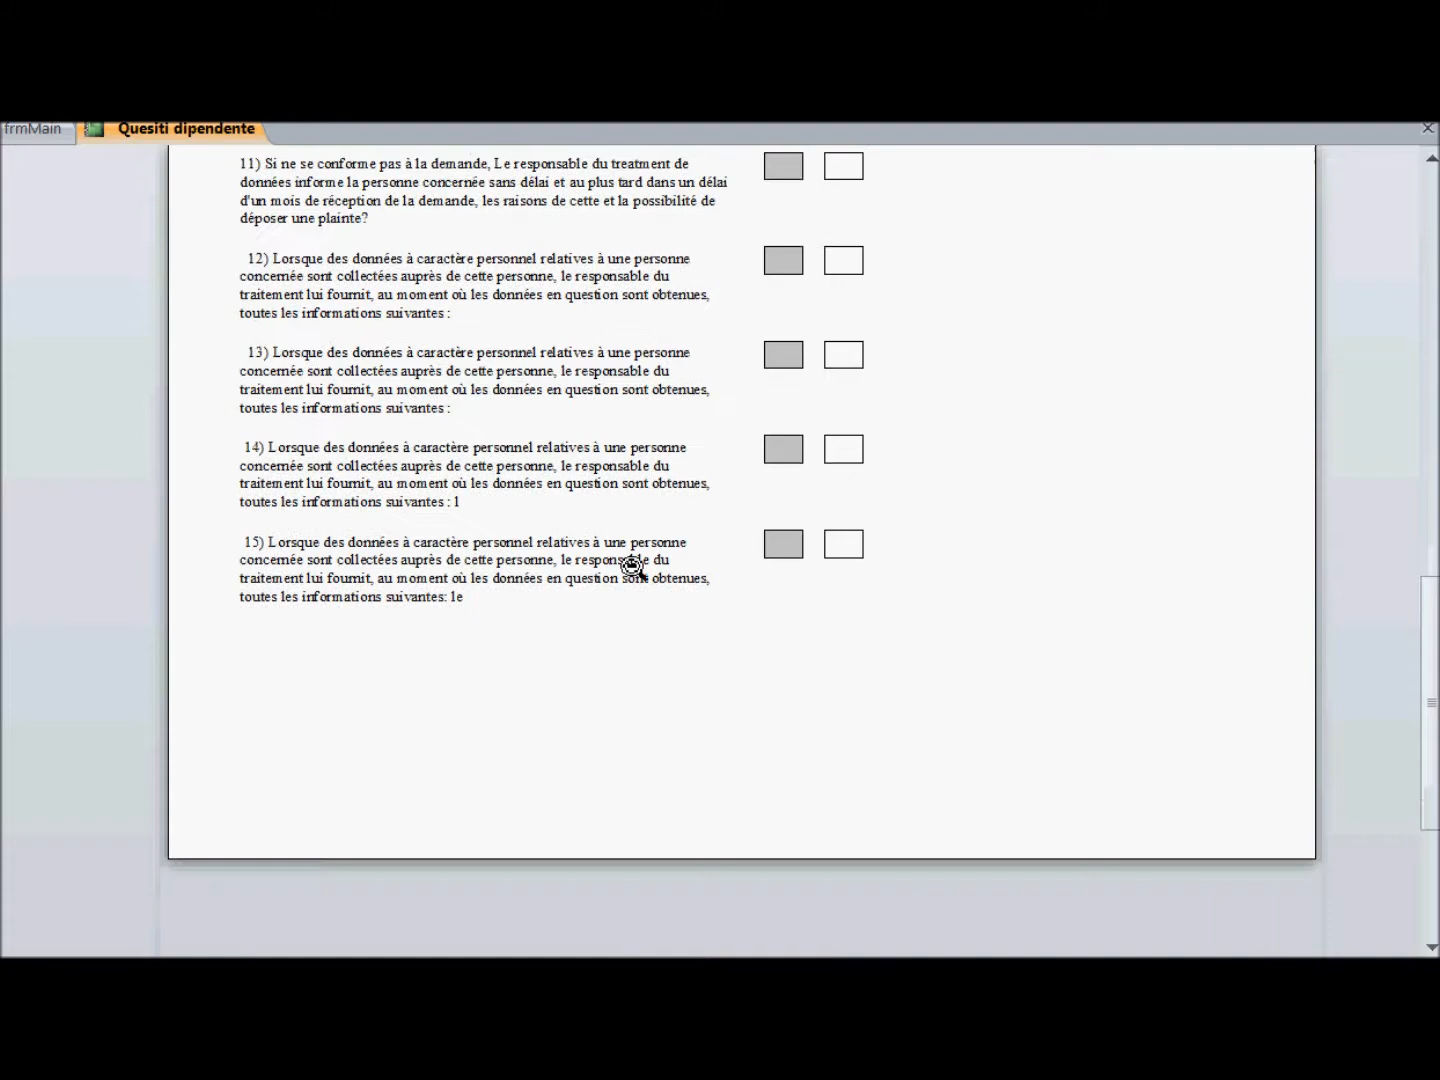 frmMain
Quesiti dipendente
11) Si ne se conforme pas à la demande, Le responsable du treatment de
données informe la personne concernée sans délai et au plus tard dans un délai
d'un mois de réception de la demande, les raisons de cette et la possibilité de
déposer une plainte?
12) Lorsque des données à caractère personnel relatives à une personne
concernée sont collectées auprès de cette personne, le responsable du
traitement lui fournit, au moment où les données en question sont obtenues,
toutes les informations suivantes :
13) Lorsque des données à caractère personnel relatives à une personne
concernée sont collectées auprès de cette personne, le responsable du
traitement lui fournit, au moment où les données en question sont obtenues,
toutes les informations suivantes :
14) Lorsque des données à caractère personnel relatives à une personne
concernée sont collectées auprès de cette personne, le responsable du
traitement lui fournit, au moment où les données en question sont obtenues,
toutes les informations suivantes : l
15) Lorsque des données à caractère personnel relatives à une personne
concernée sont collectées auprès de cette personne, le responsable du
traitement lui fournit, au moment où les données en question sont obtenues,
toutes les informations suivantes: le